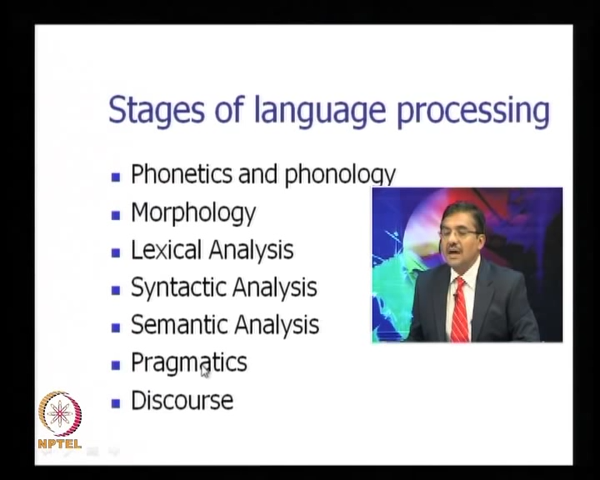 Stages of language processing
Phonetics and phonology
Morphology
Lexical Analysis
Syntactic Analysis
Semantic Analysis
Pragmatics
Discourse
NPTEL